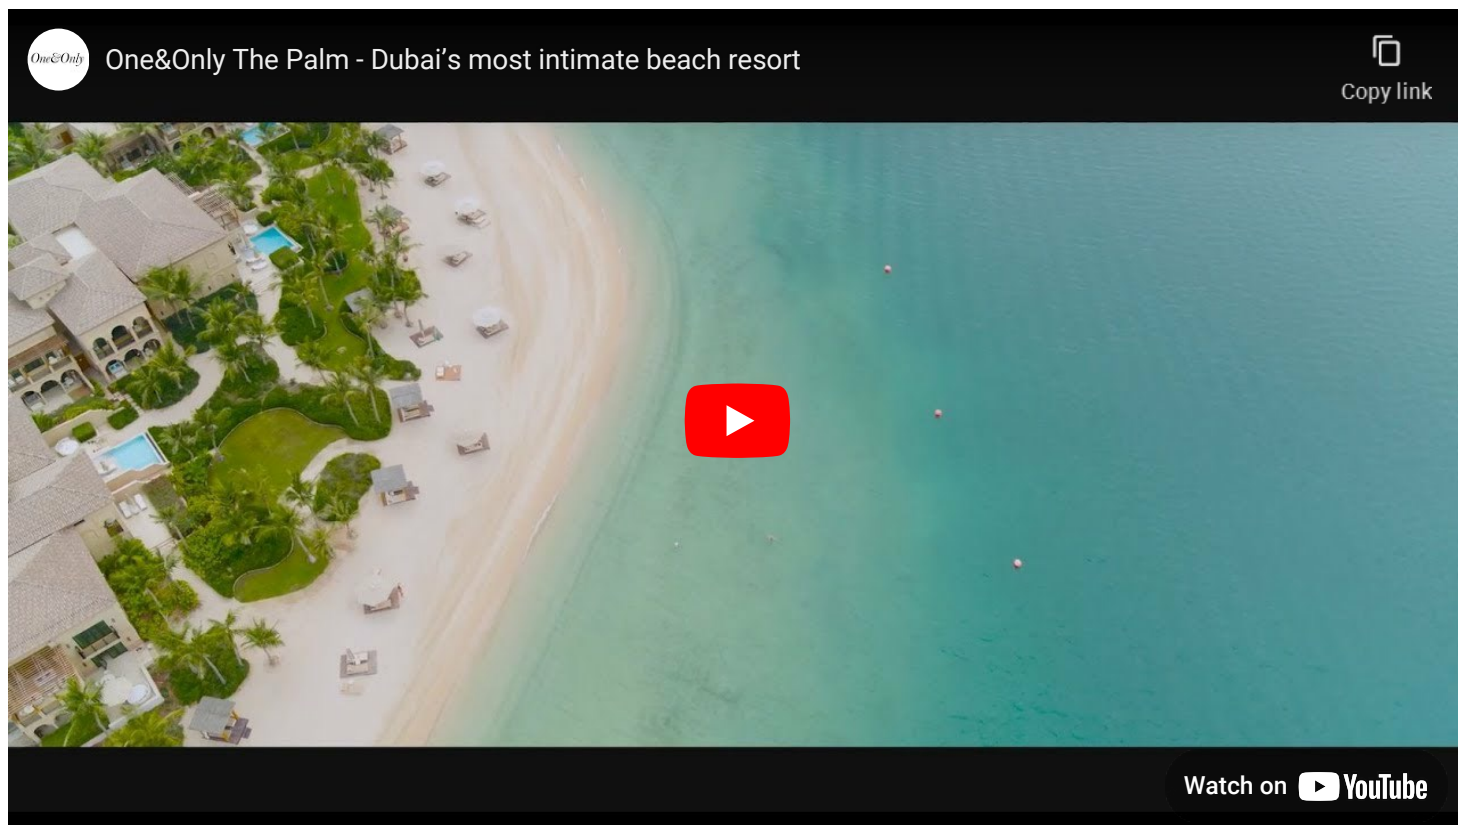 One&Only
One&Only The Palm - Dubai’s most intimate beach resort
Copy link
Watch on YouTube